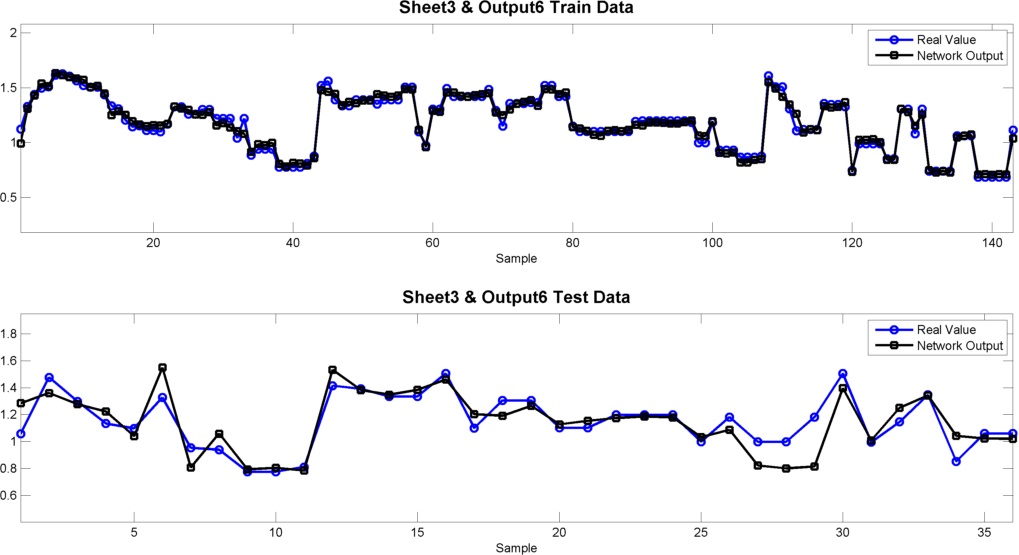 Sheet3 & Output6 Train Data
2
1.5
1
0.5
Real Value
Network Output
20 40 60 80 100 120 140
Sample
Sheet3 & Output6 Test Data
1.8
1.6
1.4
1.2
1
0.8
0.6
Real Value
Network Output
5 10 15 20 25 30 35
Sample